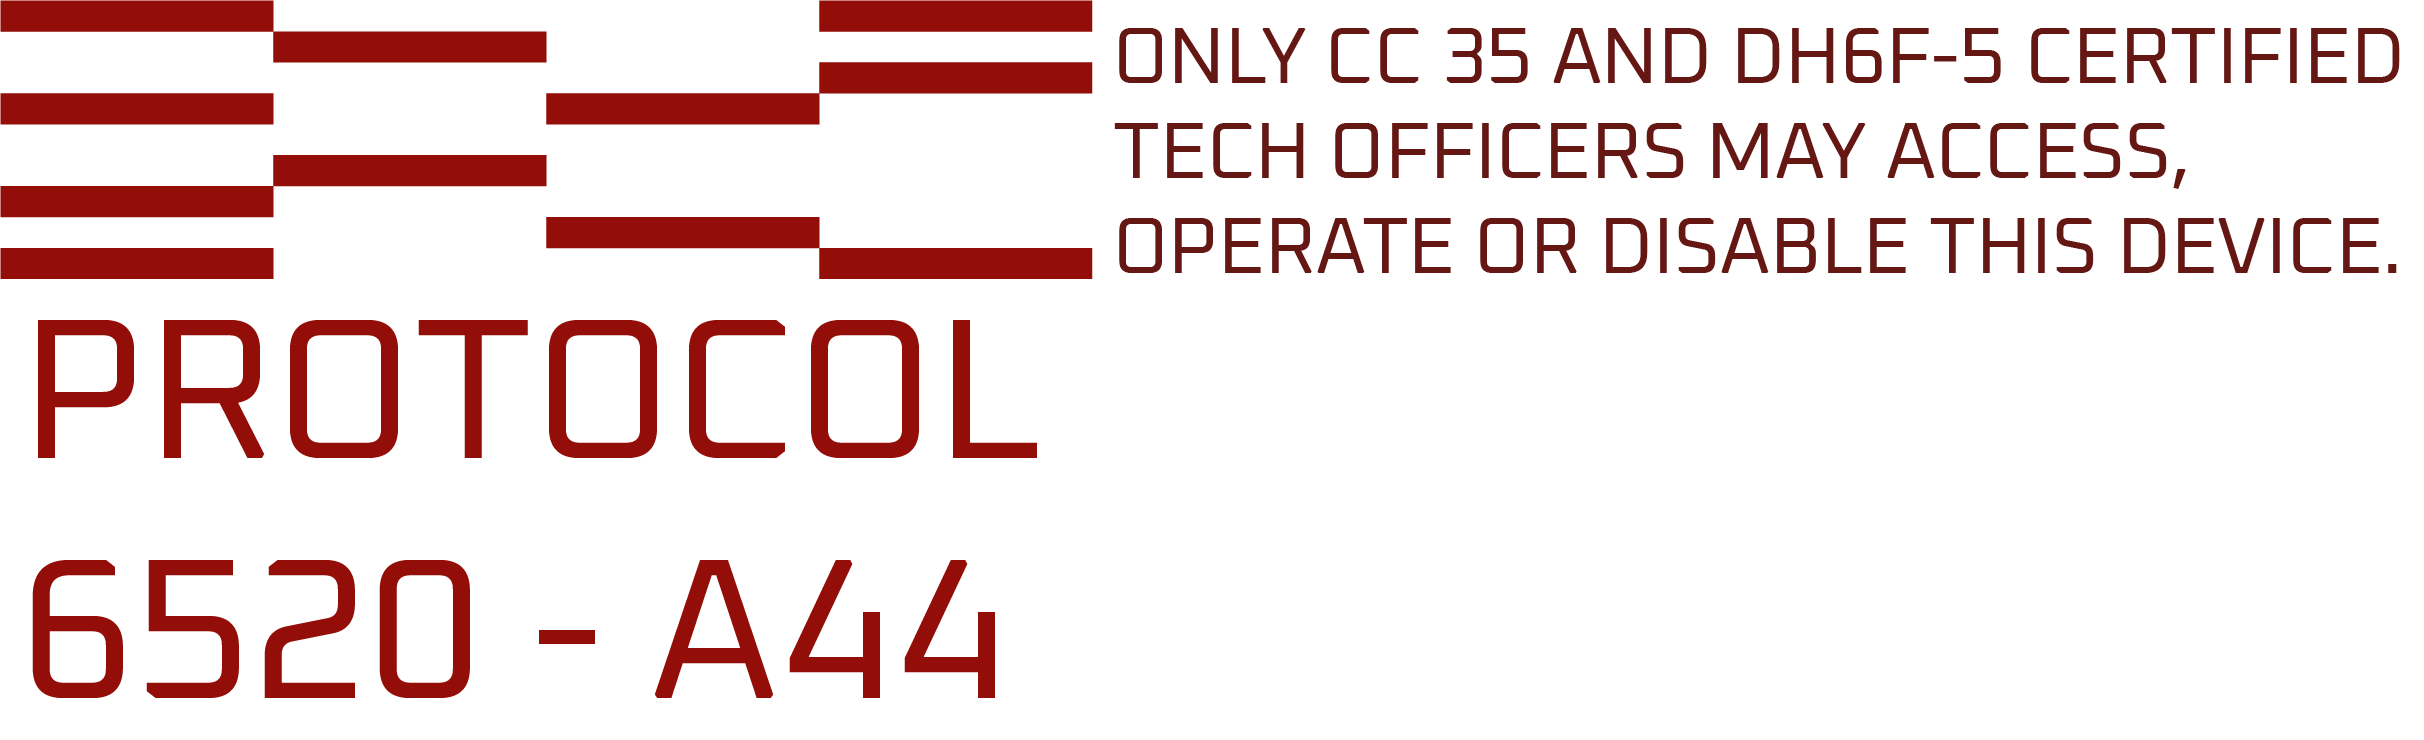 ONLY CC 35 AND DH6F-5 CERTIFIED
TECH OFFICERS MAY ACCESS,
OPERATE OR DISABLE THIS DEVICE.
PROTOCOL
6520 - A44